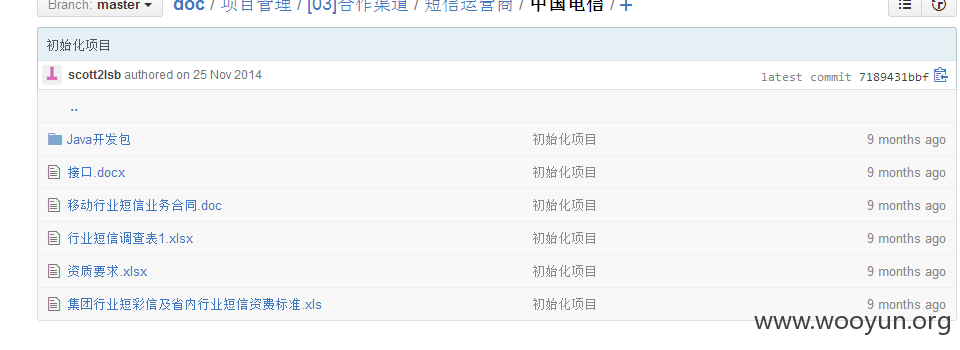 Branch: master doc / 项目管理 / [03]合作渠道 / 短信运营商 / 中国电信 / +
初始化项目
scott2lsb authored on 25 Nov 2014 latest commit 7189431bbf
..
Java开发包 初始化项目 9 months ago
接口.docx 初始化项目 9 months ago
移动行业短信业务合同.doc 初始化项目 9 months ago
行业短信调查表1.xlsx 初始化项目 9 months ago
资质要求.xlsx 初始化项目 9 months ago
集团行业短彩信及省内行业短信资费标准.xls 初始化项目 9 months ago
www.wooyun.org